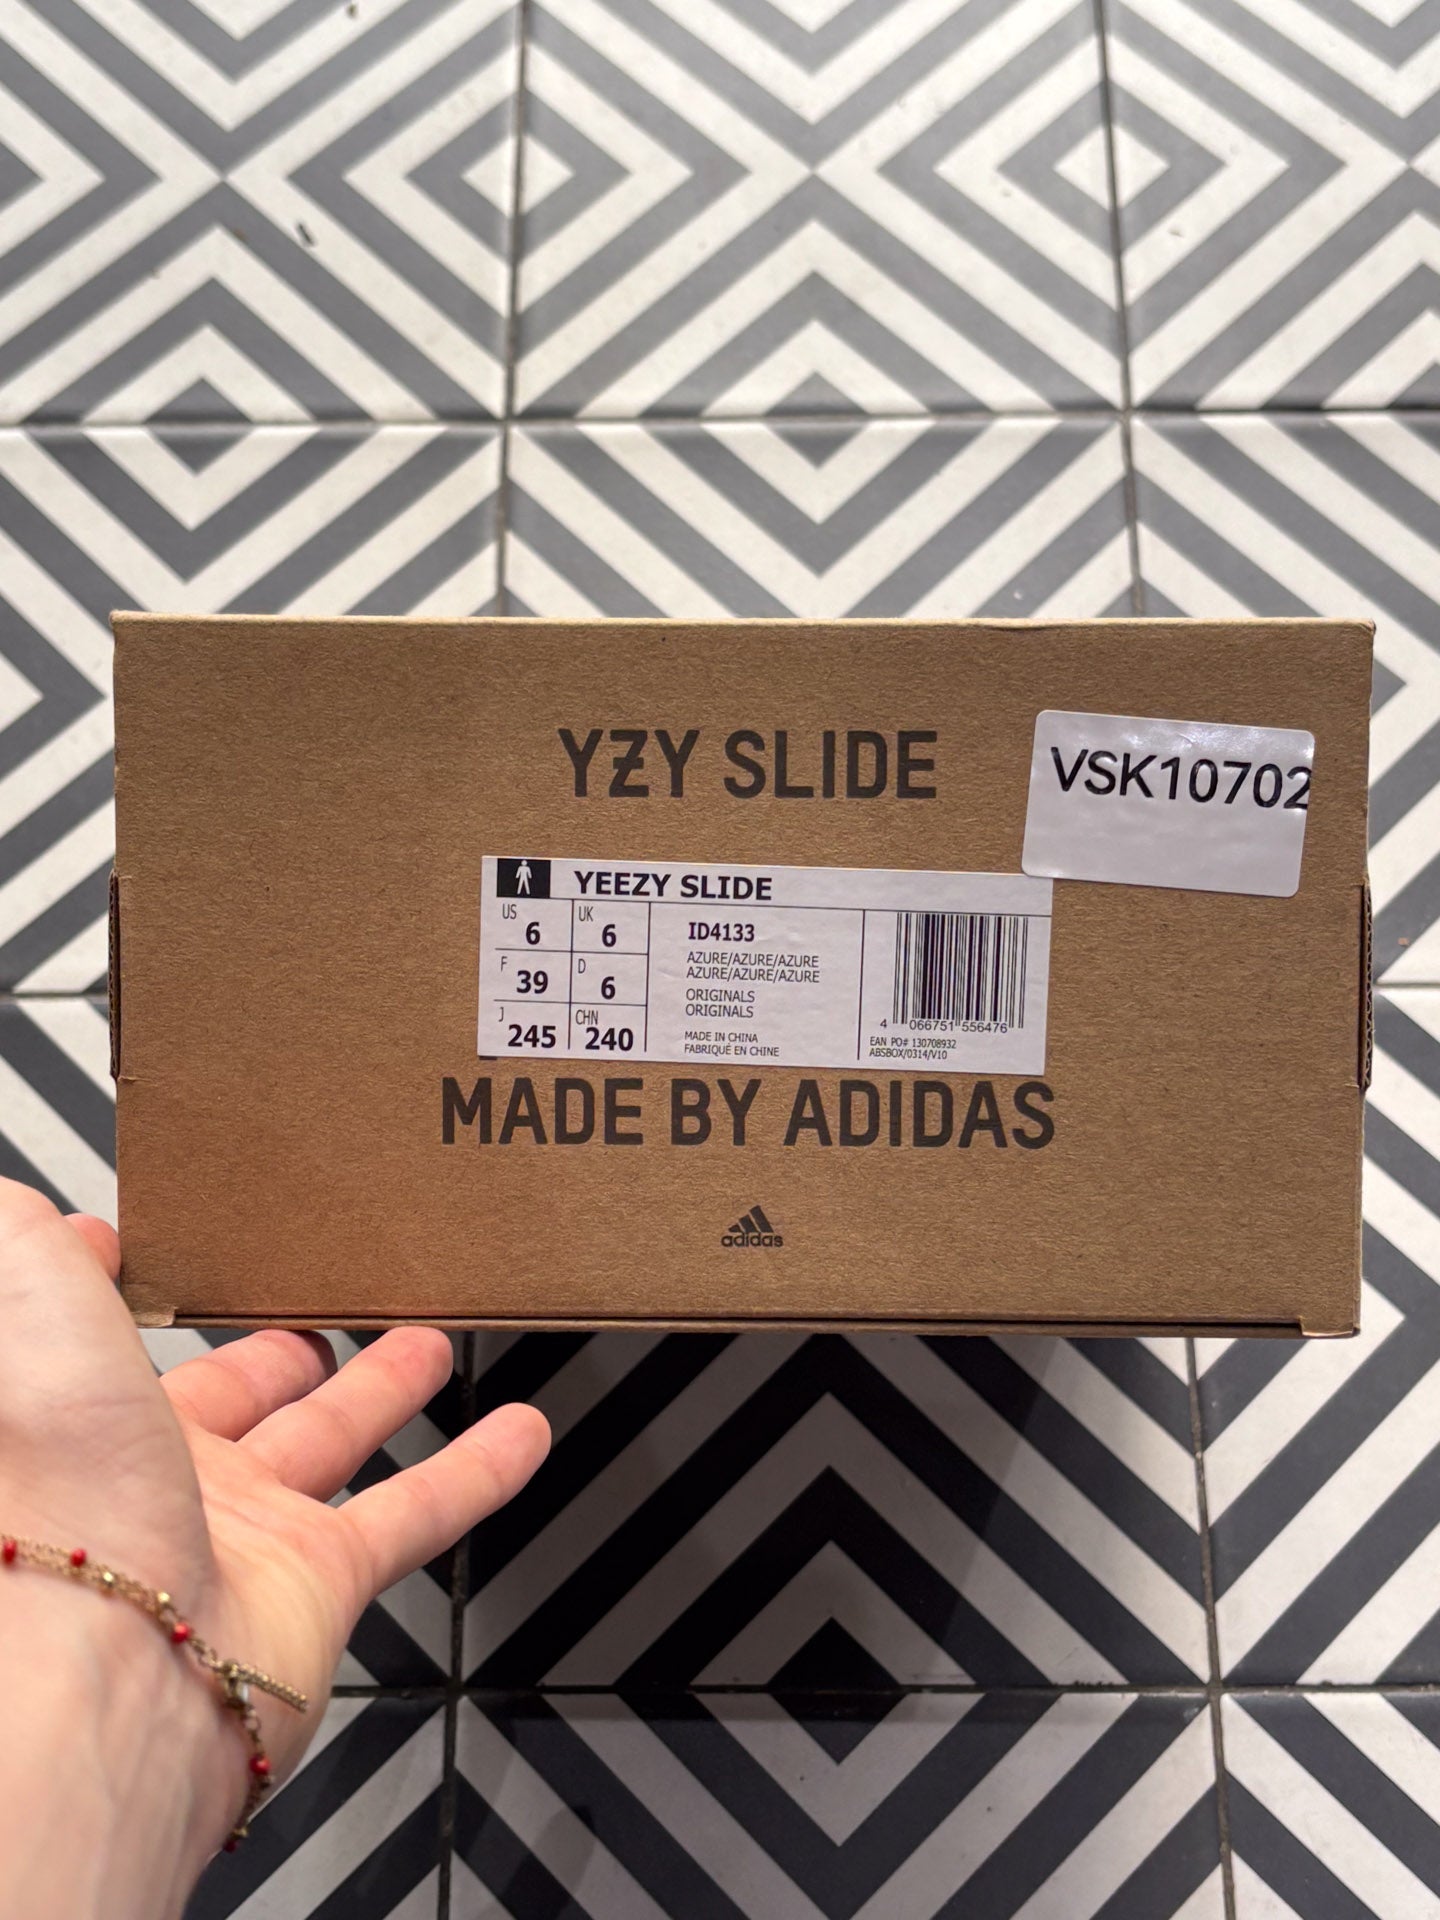 YZY SLIDE
VSK10702
YEEZY SLIDE
US 6 UK 6
F 39 D 6
J 245 CHN 240
ID4133
AZURE/AZURE/AZURE
AZURE/AZURE/AZURE
ORIGINALS
ORIGINALS
MADE IN CHINA
FABRIQUÉ EN CHINE
4 066751 556476
EAN PO# 130708932
ABSBOX/0314/V10
MADE BY ADIDAS
adidas